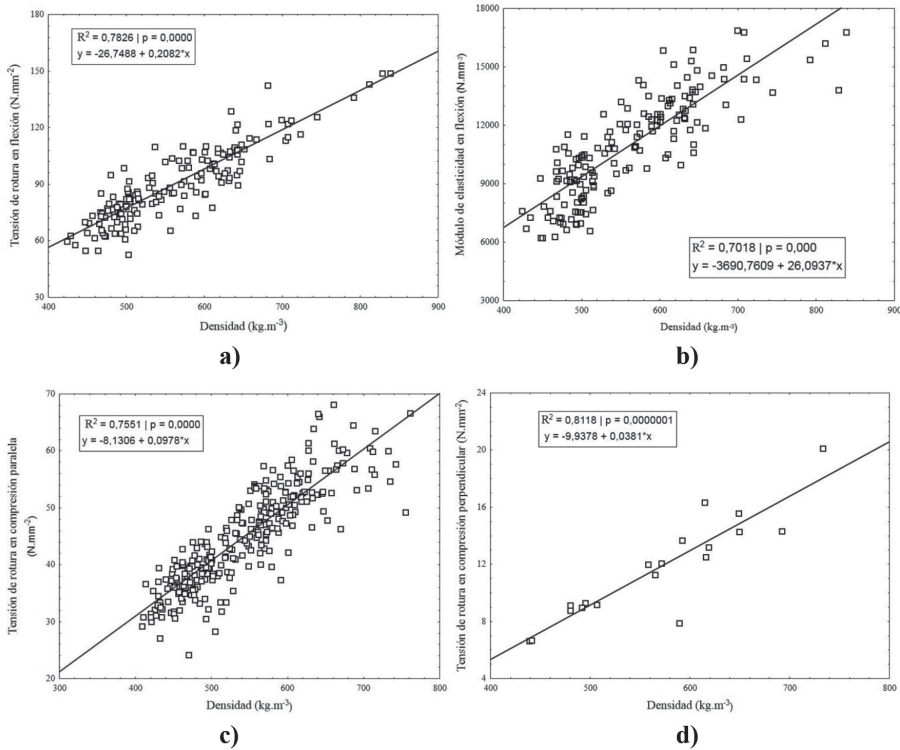 R² = 0,7826 | p = 0,0000
y = -26,7488 + 0,2082*x
Tensión de rotura en flexión (N.mm⁻²)
150
120
90
60
30
400 500 600 700 800 900
Densidad (kg.m⁻³)
a)
Módulo de elasticidad en flexión (N.mm⁻²)
18000
15000
12000
9000
6000
3000
R² = 0,7018 | p = 0,000
y = -3690,7609 + 26,0937*x
400 500 600 700 800 900
Densidad (kg.m⁻³)
b)
R² = 0,7551 | p = 0,0000
y = -8,1306 + 0,0978*x
Tensión de rotura en compresión paralela
(N.mm⁻²)
70
60
50
40
30
20
300 400 500 600 700 800
Densidad (kg.m⁻³)
c)
R² = 0,8118 | p = 0,0000001
y = -9,9378 + 0,0381*x
Tensión de rotura en compresión perpendicular (N.mm⁻²)
24
20
16
12
8
4
400 500 600 700 800
Densidad (kg.m⁻³)
d)